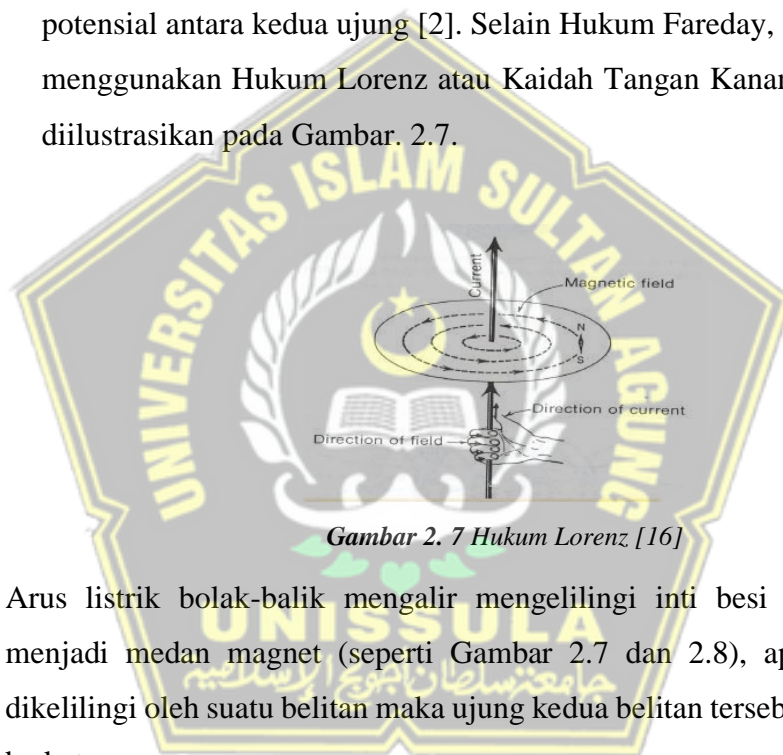 potensial antara kedua ujung [2]. Selain Hukum Fareday,
menggunakan Hukum Lorenz atau Kaidah Tangan Kanan
diilustrasikan pada Gambar. 2.7.
UNIVERSITAS ISLAM SULTAN AGUNG
Current
Magnetic field
N
S
Direction of current
Direction of field
Gambar 2. 7 Hukum Lorenz [16]
Arus listrik bolak-balik mengalir mengelilingi inti besi
menjadi medan magnet (seperti Gambar 2.7 dan 2.8),
dikelilingi oleh suatu belitan maka ujung kedua belitan
UNISSULA
جامعتسلطان أجونج الإسلامية